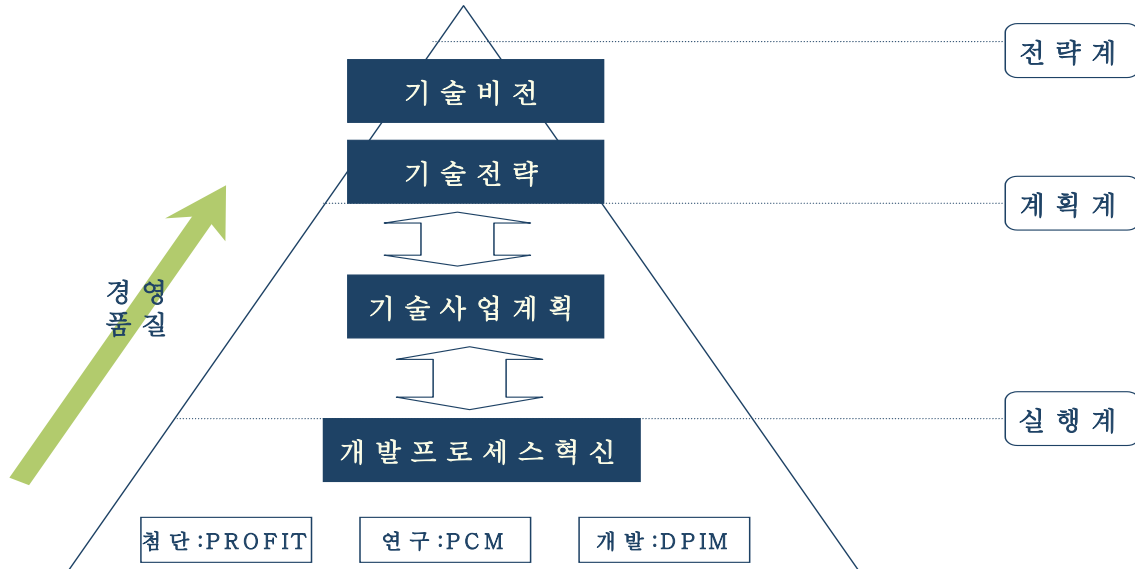 전략계
기술비전
기술전략
계획계
경영
품질
기술사업계획
실행계
개발프로세스혁신
첨단:PROFIT
연구:PCM
개발:DPIM